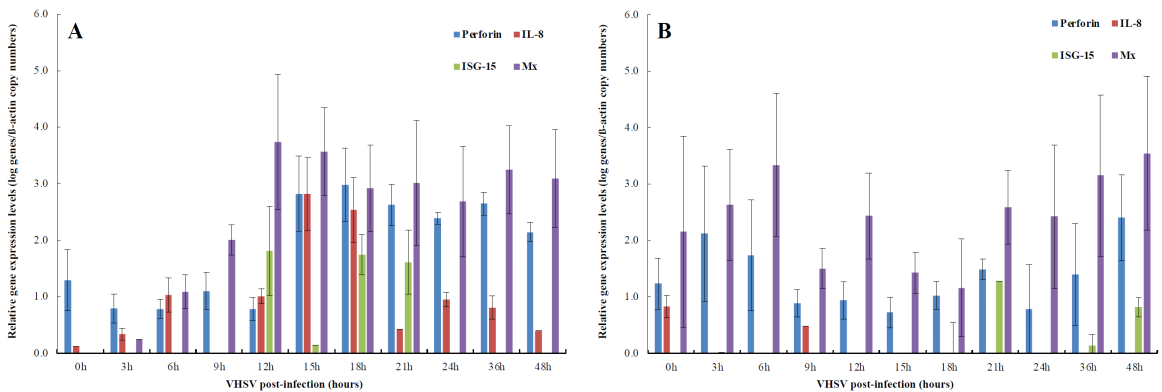 A
Perforin IL-8
ISG-15 Mx
Relative gene expression levels (log genes/ß-actin copy numbers)
6.0
5.0
4.0
3.0
2.0
1.0
0.0
0h 3h 6h 9h 12h 15h 18h 21h 24h 36h 48h
VHSV post-infection (hours)
B
Perforin IL-8
ISG-15 Mx
Relative gene expression levels (log genes/ß-actin copy numbers)
6.0
5.0
4.0
3.0
2.0
1.0
0.0
0h 3h 6h 9h 12h 15h 18h 21h 24h 36h 48h
VHSV post-infection (hours)